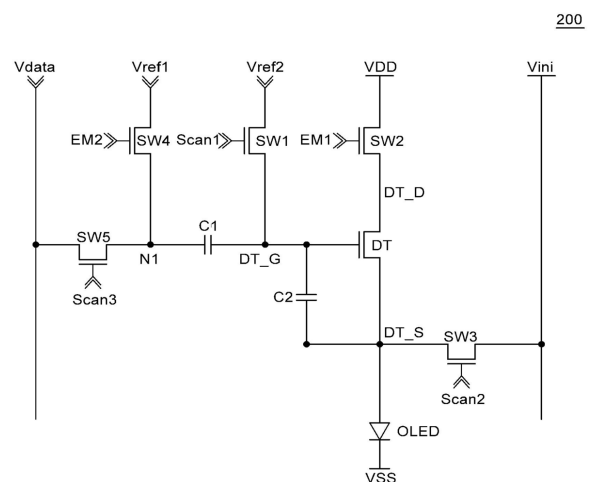 200
Vdata Vref1 Vref2 VDD Vini
EM2 SW4 Scan1 SW1 EM1 SW2
DT_D
SW5 C1 DT
N1 DT_G
Scan3 C2
DT_S SW3
Scan2
OLED
VSS